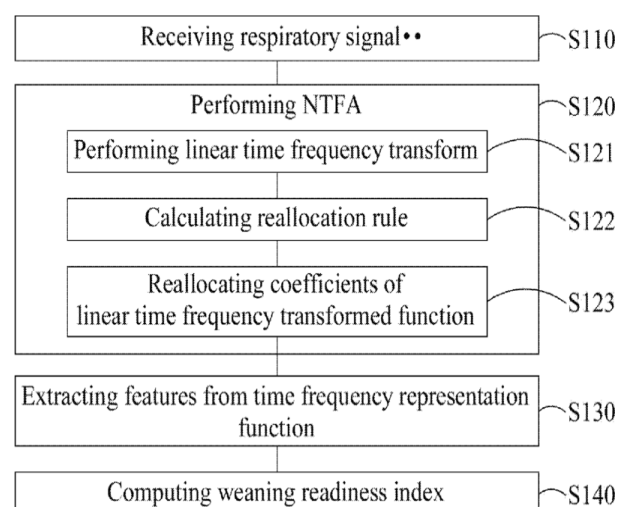 Receiving respiratory signal•• S110
Performing NTFA S120
Performing linear time frequency transform S121
Calculating reallocation rule S122
Reallocating coefficients of
linear time frequency transformed function S123
Extracting features from time frequency representation
function S130
Computing weaning readiness index S140